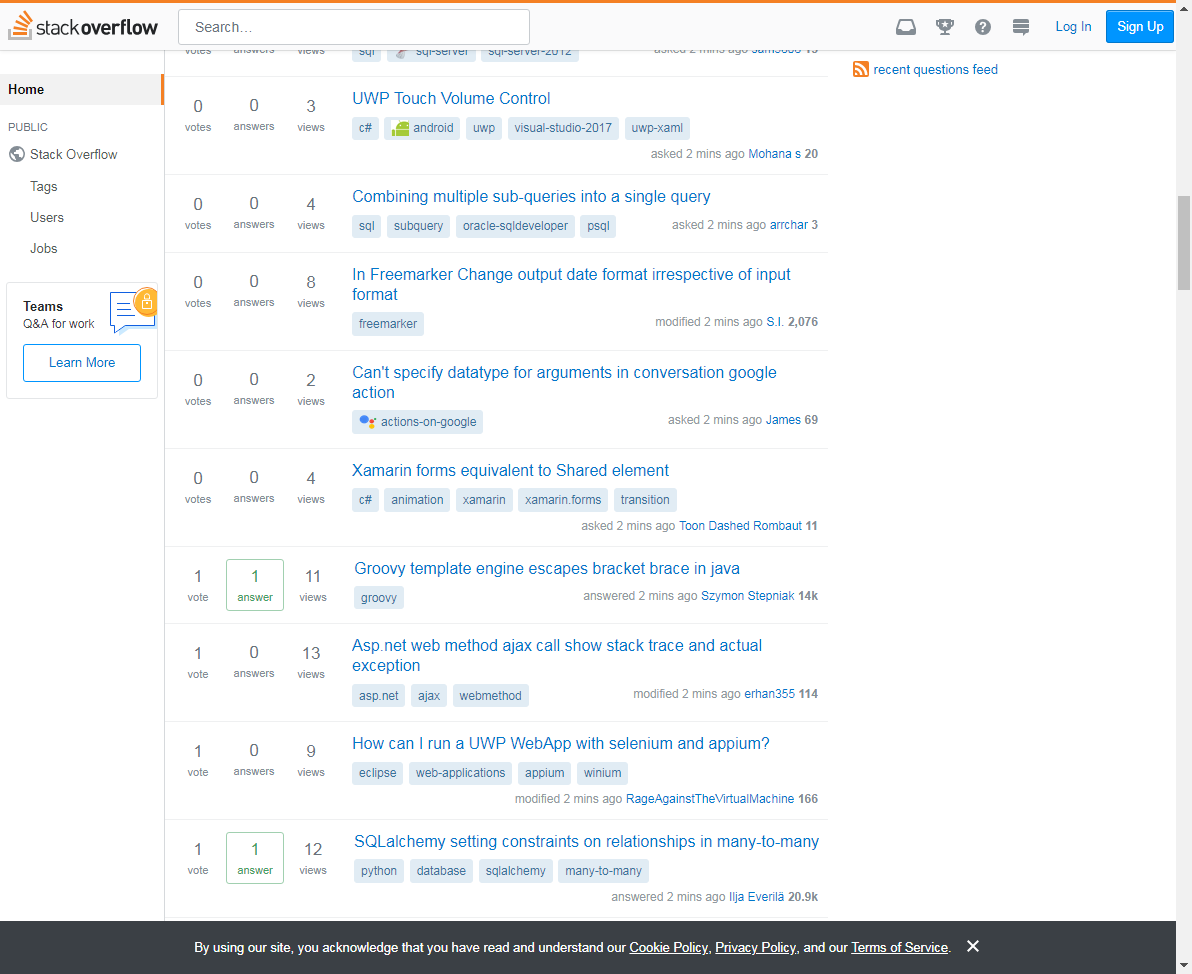 stackoverflow
Search…
Log In
Sign Up
votes answers views
sql sql-server sql-server-2012
recent questions feed
Home
PUBLIC
Stack Overflow
Tags
Users
Jobs
Teams
Q&A for work
Learn More
0 votes 0 answers 3 views
UWP Touch Volume Control
c# android uwp visual-studio-2017 uwp-xaml
asked 2 mins ago Mohana s 20
0 votes 0 answers 4 views
Combining multiple sub-queries into a single query
sql subquery oracle-sqldeveloper psql
asked 2 mins ago arrchar 3
0 votes 0 answers 8 views
In Freemarker Change output date format irrespective of input
format
freemarker
modified 2 mins ago S.I. 2,076
0 votes 0 answers 2 views
Can't specify datatype for arguments in conversation google
action
actions-on-google
asked 2 mins ago James 69
0 votes 0 answers 4 views
Xamarin forms equivalent to Shared element
c# animation xamarin xamarin.forms transition
asked 2 mins ago Toon Dashed Rombaut 11
1 vote 1 answer 11 views
Groovy template engine escapes bracket brace in java
groovy
answered 2 mins ago Szymon Stepniak 14k
1 vote 0 answers 13 views
Asp.net web method ajax call show stack trace and actual
exception
asp.net ajax webmethod
modified 2 mins ago erhan355 114
1 vote 0 answers 9 views
How can I run a UWP WebApp with selenium and appium?
eclipse web-applications appium winium
modified 2 mins ago RageAgainstTheVirtualMachine 166
1 vote 1 answer 12 views
SQLalchemy setting constraints on relationships in many-to-many
python database sqlalchemy many-to-many
answered 2 mins ago Ilja Everilä 20.9k
By using our site, you acknowledge that you have read and understand our Cookie Policy, Privacy Policy, and our Terms of Service.